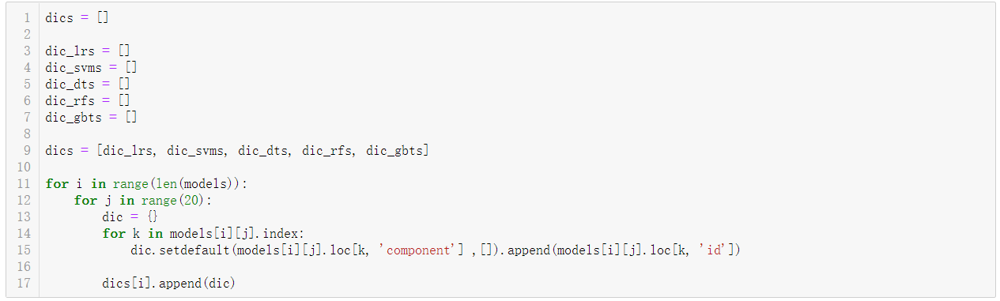 1 dics = []
2
3 dic_lrs = []
4 dic_svms = []
5 dic_dts = []
6 dic_rfs = []
7 dic_gbts = []
8
9 dics = [dic_lrs, dic_svms, dic_dts, dic_rfs, dic_gbts]
10
11 for i in range(len(models)):
12     for j in range(20):
13         dic = {}
14         for k in models[i][j].index:
15             dic.setdefault(models[i][j].loc[k, 'component'] ,[]).append(models[i][j].loc[k, 'id'])
16
17         dics[i].append(dic)